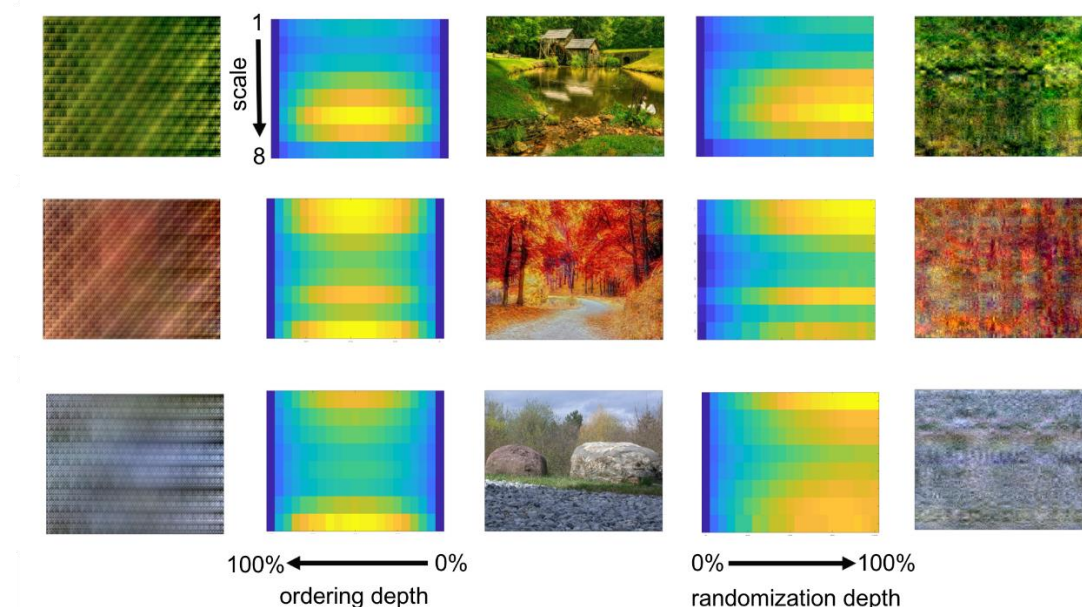 1
scale
8
100% 0%
ordering depth
0% 100%
randomization depth